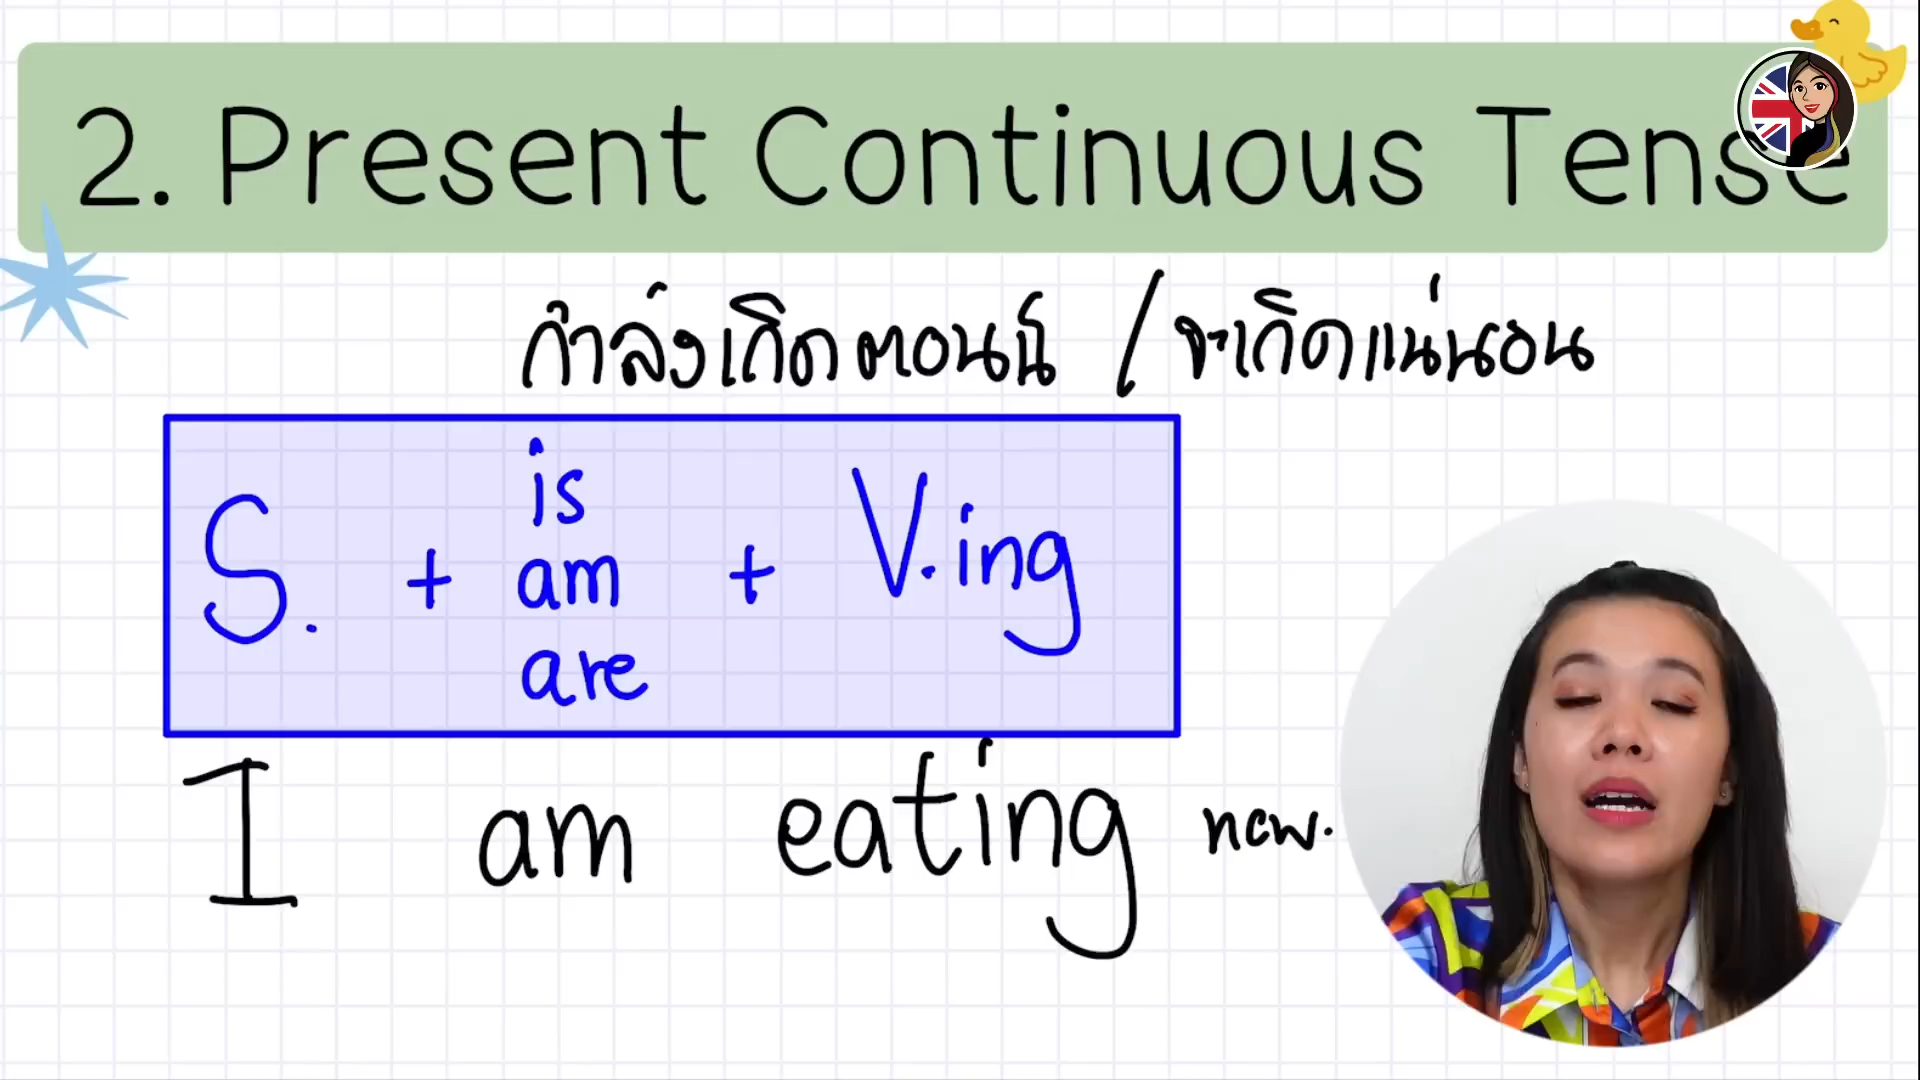 2. Present Continuous Tense
กำลังเกิดตอนนี้ / จะเกิดแน่นอน
is
S. + am + V.ing
are
I am eating now.